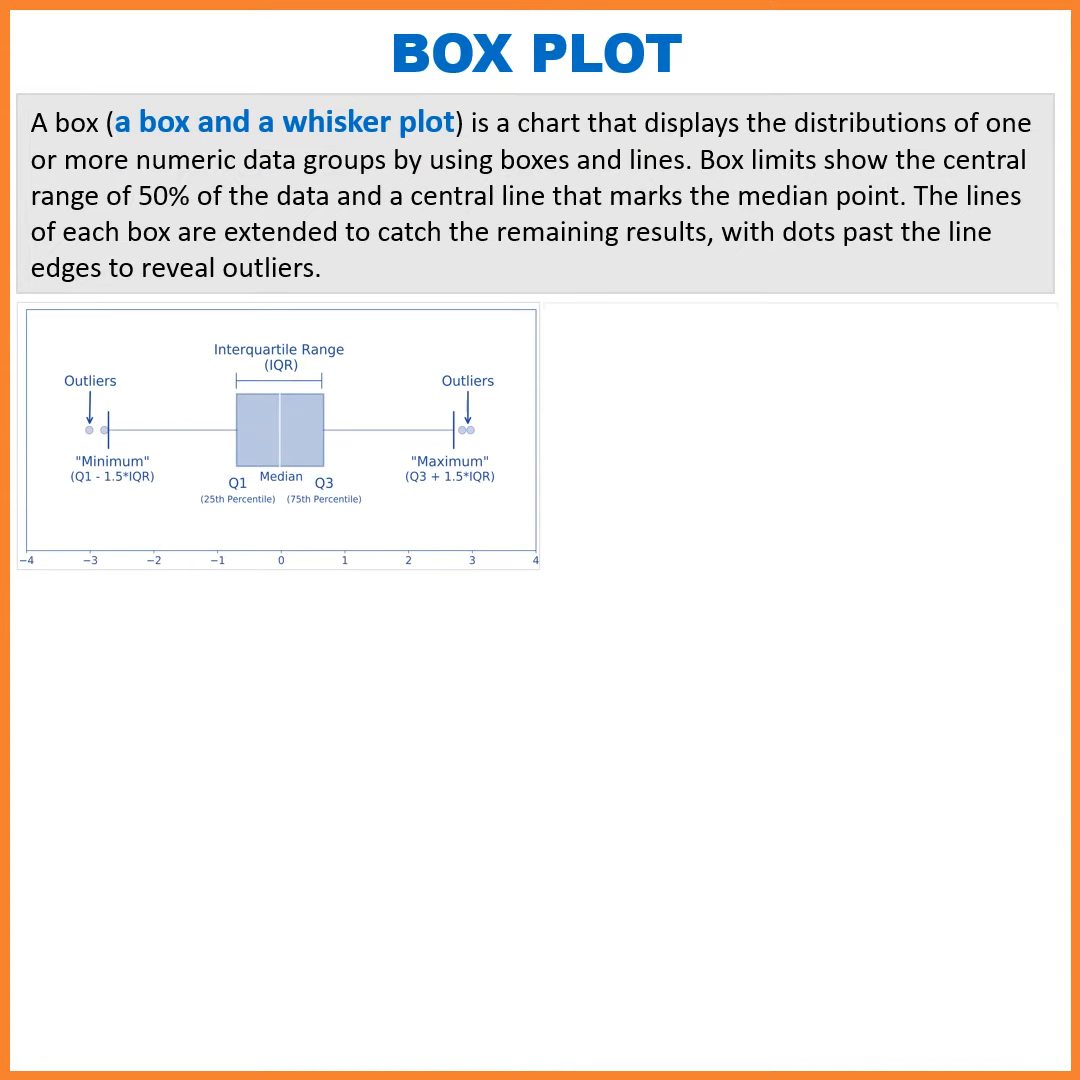 BOX PLOT
A box (a box and a whisker plot) is a chart that displays the distributions of one
or more numeric data groups by using boxes and lines. Box limits show the central
range of 50% of the data and a central line that marks the median point. The lines
of each box are extended to catch the remaining results, with dots past the line
edges to reveal outliers.
Interquartile Range
(IQR)
Outliers
Outliers
"Minimum"
(Q1 - 1.5*IQR)
"Maximum"
(Q3 + 1.5*IQR)
Q1
Median
Q3
(25th Percentile)
(75th Percentile)
−4 −3 −2 −1 0 1 2 3 4